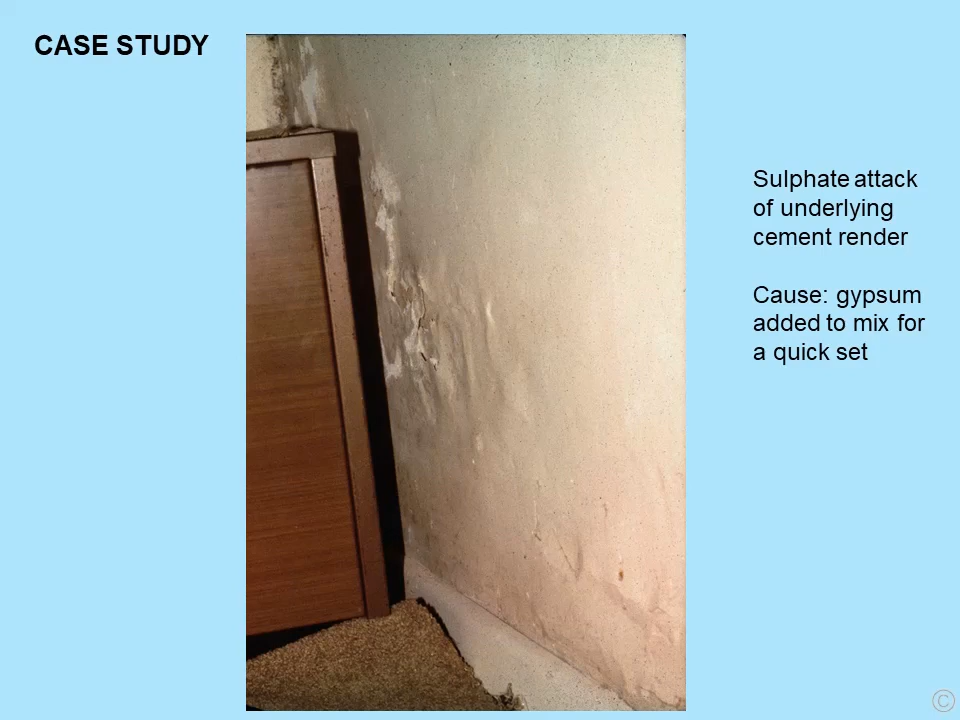 CASE STUDY
Sulphate attack
of underlying
cement render
Cause: gypsum
added to mix for
a quick set
©